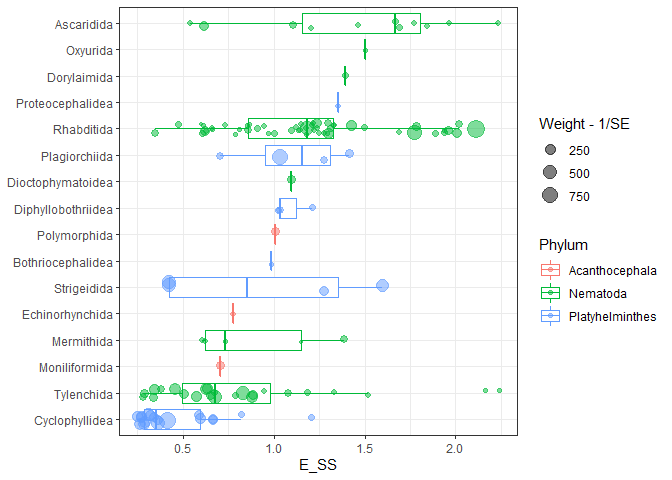 Ascaridida
Oxyurida
Dorylaimida
Proteocephalidea
Rhabditida
Plagiorchiida
Dioctophymatoidea
Diphyllobothriidea
Polymorphida
Bothriocephalidea
Strigeidida
Echinorhynchida
Mermithida
Moniliformida
Tylenchida
Cyclophyllidea
0.5
1.0
1.5
2.0
E_SS
Weight - 1/SE
250
500
750
Phylum
Acanthocephala
Nematoda
Platyhelminthes